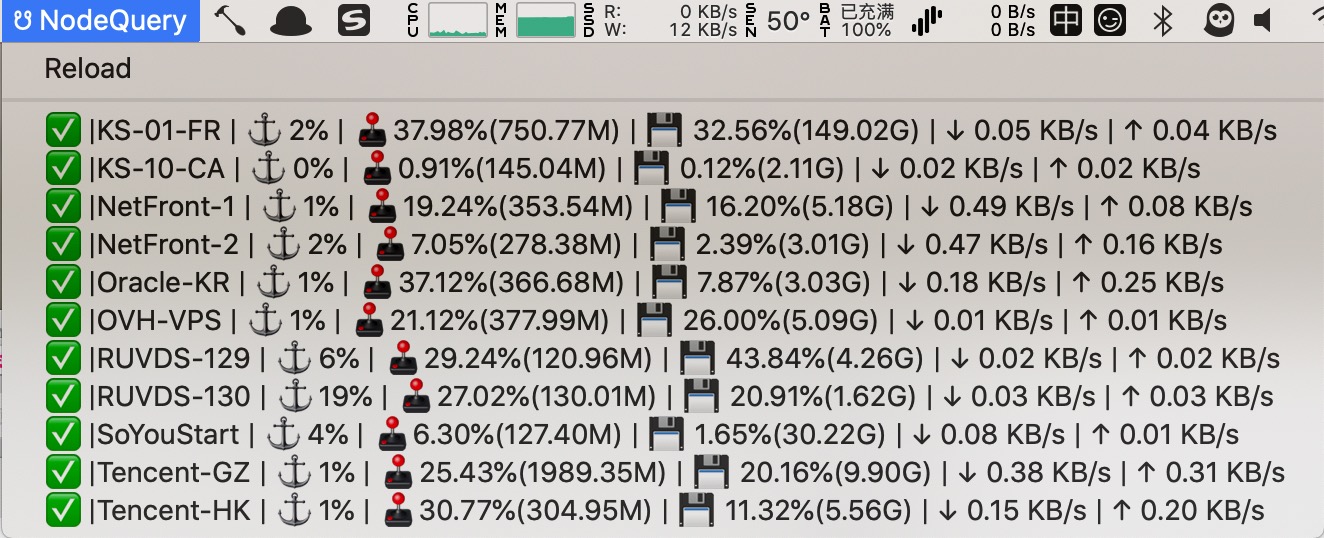 NodeQuery CPU MEM SSD R: 0 KB/s SEN 50° BAT 已充满 0 B/s 中
W: 12 KB/s 100% 0 B/s
Reload
✅ |KS-01-FR | ⚓ 2% | 🕹 37.98%(750.77M) | 💾 32.56%(149.02G) | ↓ 0.05 KB/s | ↑ 0.04 KB/s
✅ |KS-10-CA | ⚓ 0% | 🕹 0.91%(145.04M) | 💾 0.12%(2.11G) | ↓ 0.02 KB/s | ↑ 0.02 KB/s
✅ |NetFront-1 | ⚓ 1% | 🕹 19.24%(353.54M) | 💾 16.20%(5.18G) | ↓ 0.49 KB/s | ↑ 0.08 KB/s
✅ |NetFront-2 | ⚓ 2% | 🕹 7.05%(278.38M) | 💾 2.39%(3.01G) | ↓ 0.47 KB/s | ↑ 0.16 KB/s
✅ |Oracle-KR | ⚓ 1% | 🕹 37.12%(366.68M) | 💾 7.87%(3.03G) | ↓ 0.18 KB/s | ↑ 0.25 KB/s
✅ |OVH-VPS | ⚓ 1% | 🕹 21.12%(377.99M) | 💾 26.00%(5.09G) | ↓ 0.01 KB/s | ↑ 0.01 KB/s
✅ |RUVDS-129 | ⚓ 6% | 🕹 29.24%(120.96M) | 💾 43.84%(4.26G) | ↓ 0.02 KB/s | ↑ 0.02 KB/s
✅ |RUVDS-130 | ⚓ 19% | 🕹 27.02%(130.01M) | 💾 20.91%(1.62G) | ↓ 0.03 KB/s | ↑ 0.03 KB/s
✅ |SoYouStart | ⚓ 4% | 🕹 6.30%(127.40M) | 💾 1.65%(30.22G) | ↓ 0.08 KB/s | ↑ 0.01 KB/s
✅ |Tencent-GZ | ⚓ 1% | 🕹 25.43%(1989.35M) | 💾 20.16%(9.90G) | ↓ 0.38 KB/s | ↑ 0.31 KB/s
✅ |Tencent-HK | ⚓ 1% | 🕹 30.77%(304.95M) | 💾 11.32%(5.56G) | ↓ 0.15 KB/s | ↑ 0.20 KB/s